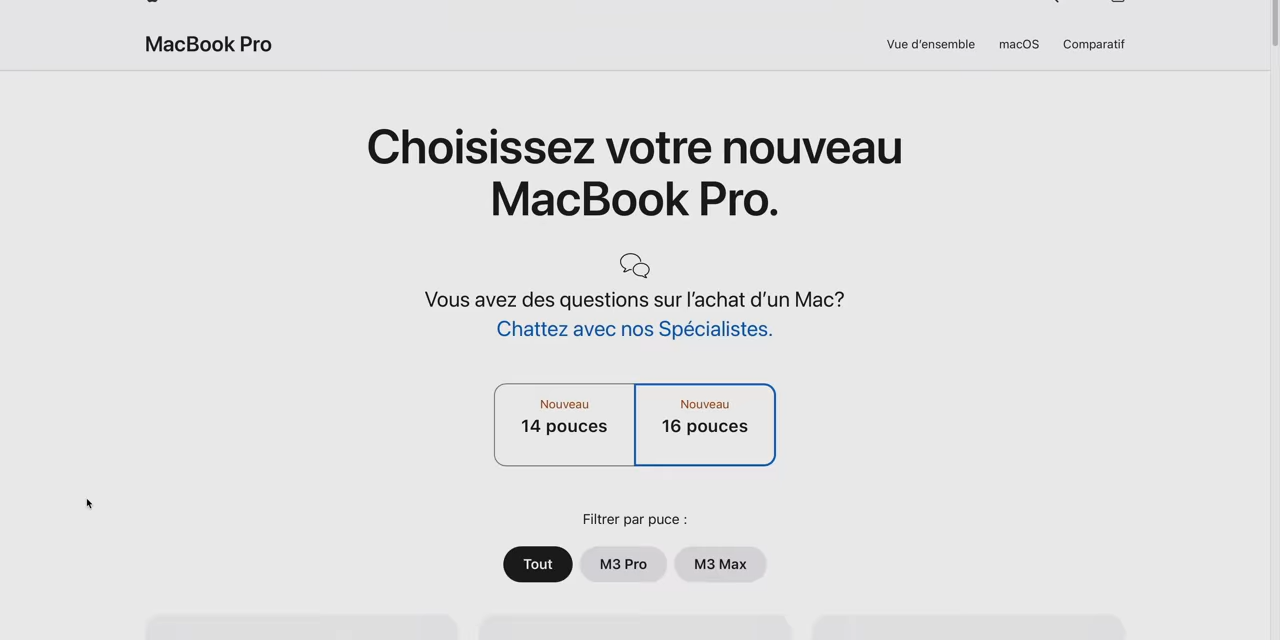 MacBook Pro
Vue d’ensemble
macOS
Comparatif
Choisissez votre nouveau
MacBook Pro.
Vous avez des questions sur l’achat d’un Mac?
Chattez avec nos Spécialistes.
Nouveau
14 pouces
Nouveau
16 pouces
Filtrer par puce :
Tout
M3 Pro
M3 Max